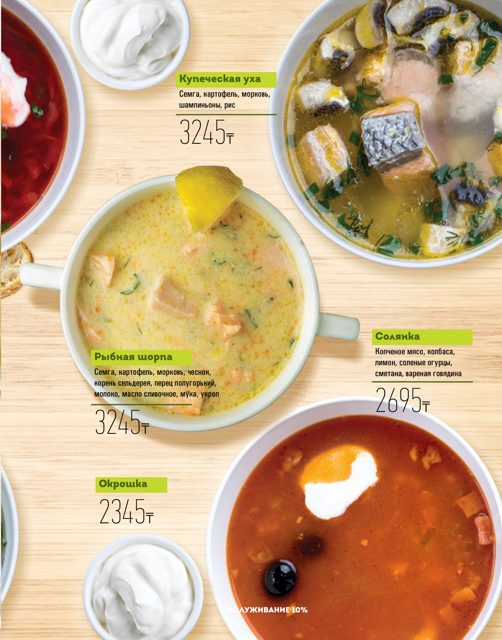 Купеческая уха
Семга, картофель, морковь,
шампиньоны, рис
3245₸
Рыбная шорпа
Семга, картофель, морковь, чеснок,
корень сельдерея, перец полугорький,
молоко, масло сливочное, мука, укроп
3245₸
Солянка
Копченое мясо, колбаса,
лимон, соленые огурцы,
сметана, вареная говядина
2695₸
Окрошка
2345₸
ОБСЛУЖИВАНИЕ 10%